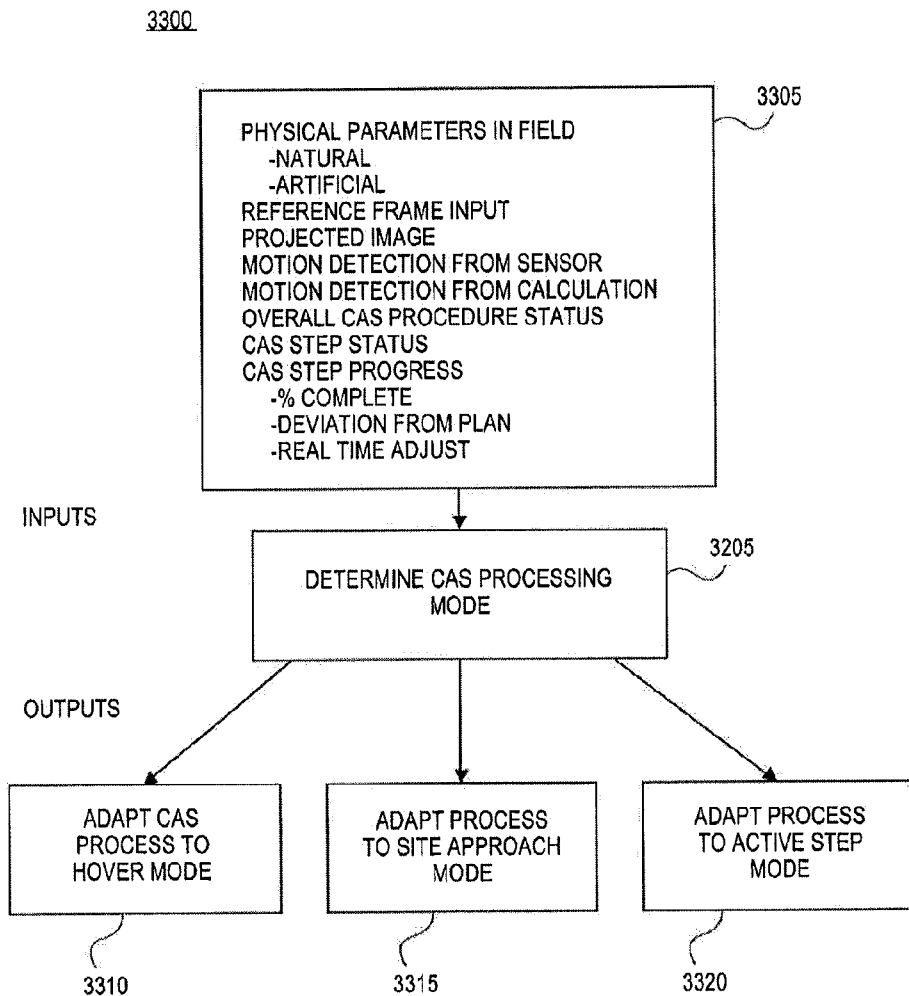 3300
3305
PHYSICAL PARAMETERS IN FIELD
-NATURAL
-ARTIFICIAL
REFERENCE FRAME INPUT
PROJECTED IMAGE
MOTION DETECTION FROM SENSOR
MOTION DETECTION FROM CALCULATION
OVERALL CAS PROCEDURE STATUS
CAS STEP STATUS
CAS STEP PROGRESS
-% COMPLETE
-DEVIATION FROM PLAN
-REAL TIME ADJUST
INPUTS
3205
DETERMINE CAS PROCESSING
MODE
OUTPUTS
ADAPT CAS
PROCESS TO
HOVER MODE
ADAPT PROCESS
TO SITE APPROACH
MODE
ADAPT PROCESS
TO ACTIVE STEP
MODE
3310
3315
3320